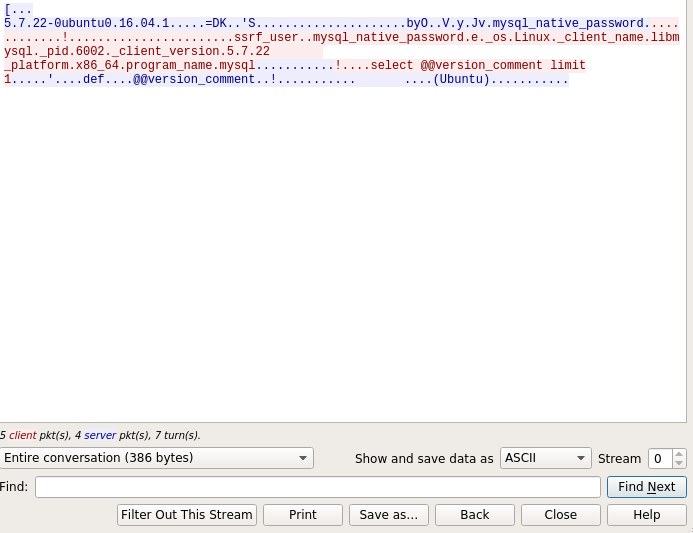 [...
5.7.22-0ubuntu0.16.04.1.....=DK..'S.....................byO..V.y.Jv.mysql_native_password.....
............!.......................ssrf_user..mysql_native_password.e._os.Linux._client_name.libm
ysql._pid.6002._client_version.5.7.22
_platform.x86_64.program_name.mysql...........!....select @@version_comment limit
1.....'....def....@@version_comment..!........... ....(Ubuntu)...........
5 client pkt(s), 4 server pkt(s), 7 turn(s).
Entire conversation (386 bytes) Show and save data as ASCII Stream 0
Find: Find Next
Filter Out This Stream Print Save as... Back Close Help